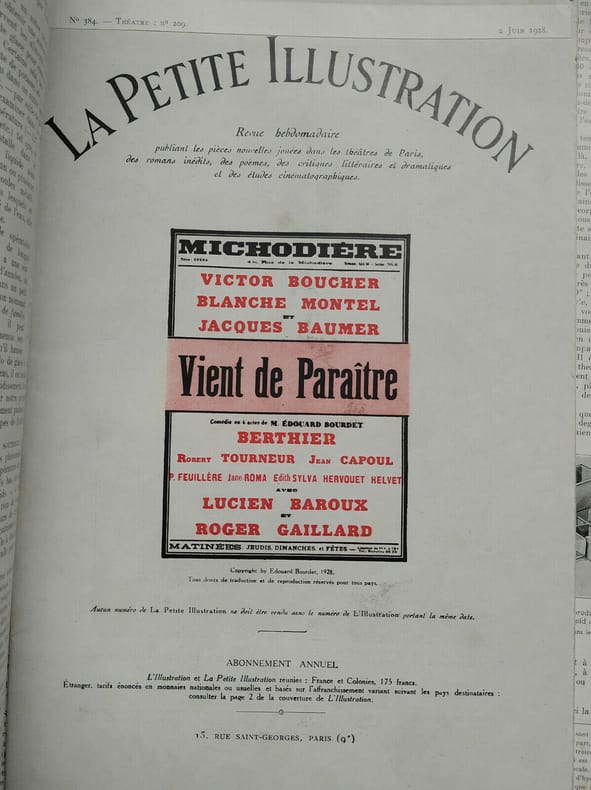 Nº 384. — Théatre : nº 209.
2 Juin 1928.
La Petite Illustration
Revue hebdomadaire
publiant les pièces nouvelles jouées dans les théâtres de Paris,
des romans inédits, des poèmes, des critiques littéraires et dramatiques
et des études cinématographiques.
MICHODIÈRE
Rue de la Michodière
VICTOR BOUCHER
BLANCHE MONTEL
ET
JACQUES BAUMER
Vient de Paraître
Comédie en 4 actes de M. ÉDOUARD BOURDET
BERTHIER
Robert TOURNEUR Jean CAPOUL
P. FEUILLÈRE Jane ROMA Edith SYLVA HERVOUET HELVET
AVEC
LUCIEN BAROUX
ET
ROGER GAILLARD
MATINÉES JEUDIS, DIMANCHES, et FÊTES
Copyright by Edouard Bourdet, 1928.
Tous droits de traduction et de reproduction réservés pour tous pays.
Aucun numéro de La Petite Illustration ne doit être vendu sans le numéro de L'Illustration portant la même date.
ABONNEMENT ANNUEL
L'Illustration et La Petite Illustration réunies : France et Colonies, 175 francs.
Étranger, tarifs énoncés en monnaies nationales ou usuelles et basés sur l'affranchissement variant suivant les pays destinataires :
consulter la page 2 de la couverture de L'Illustration.
13, RUE SAINT-GEORGES, PARIS (9ᵉ)